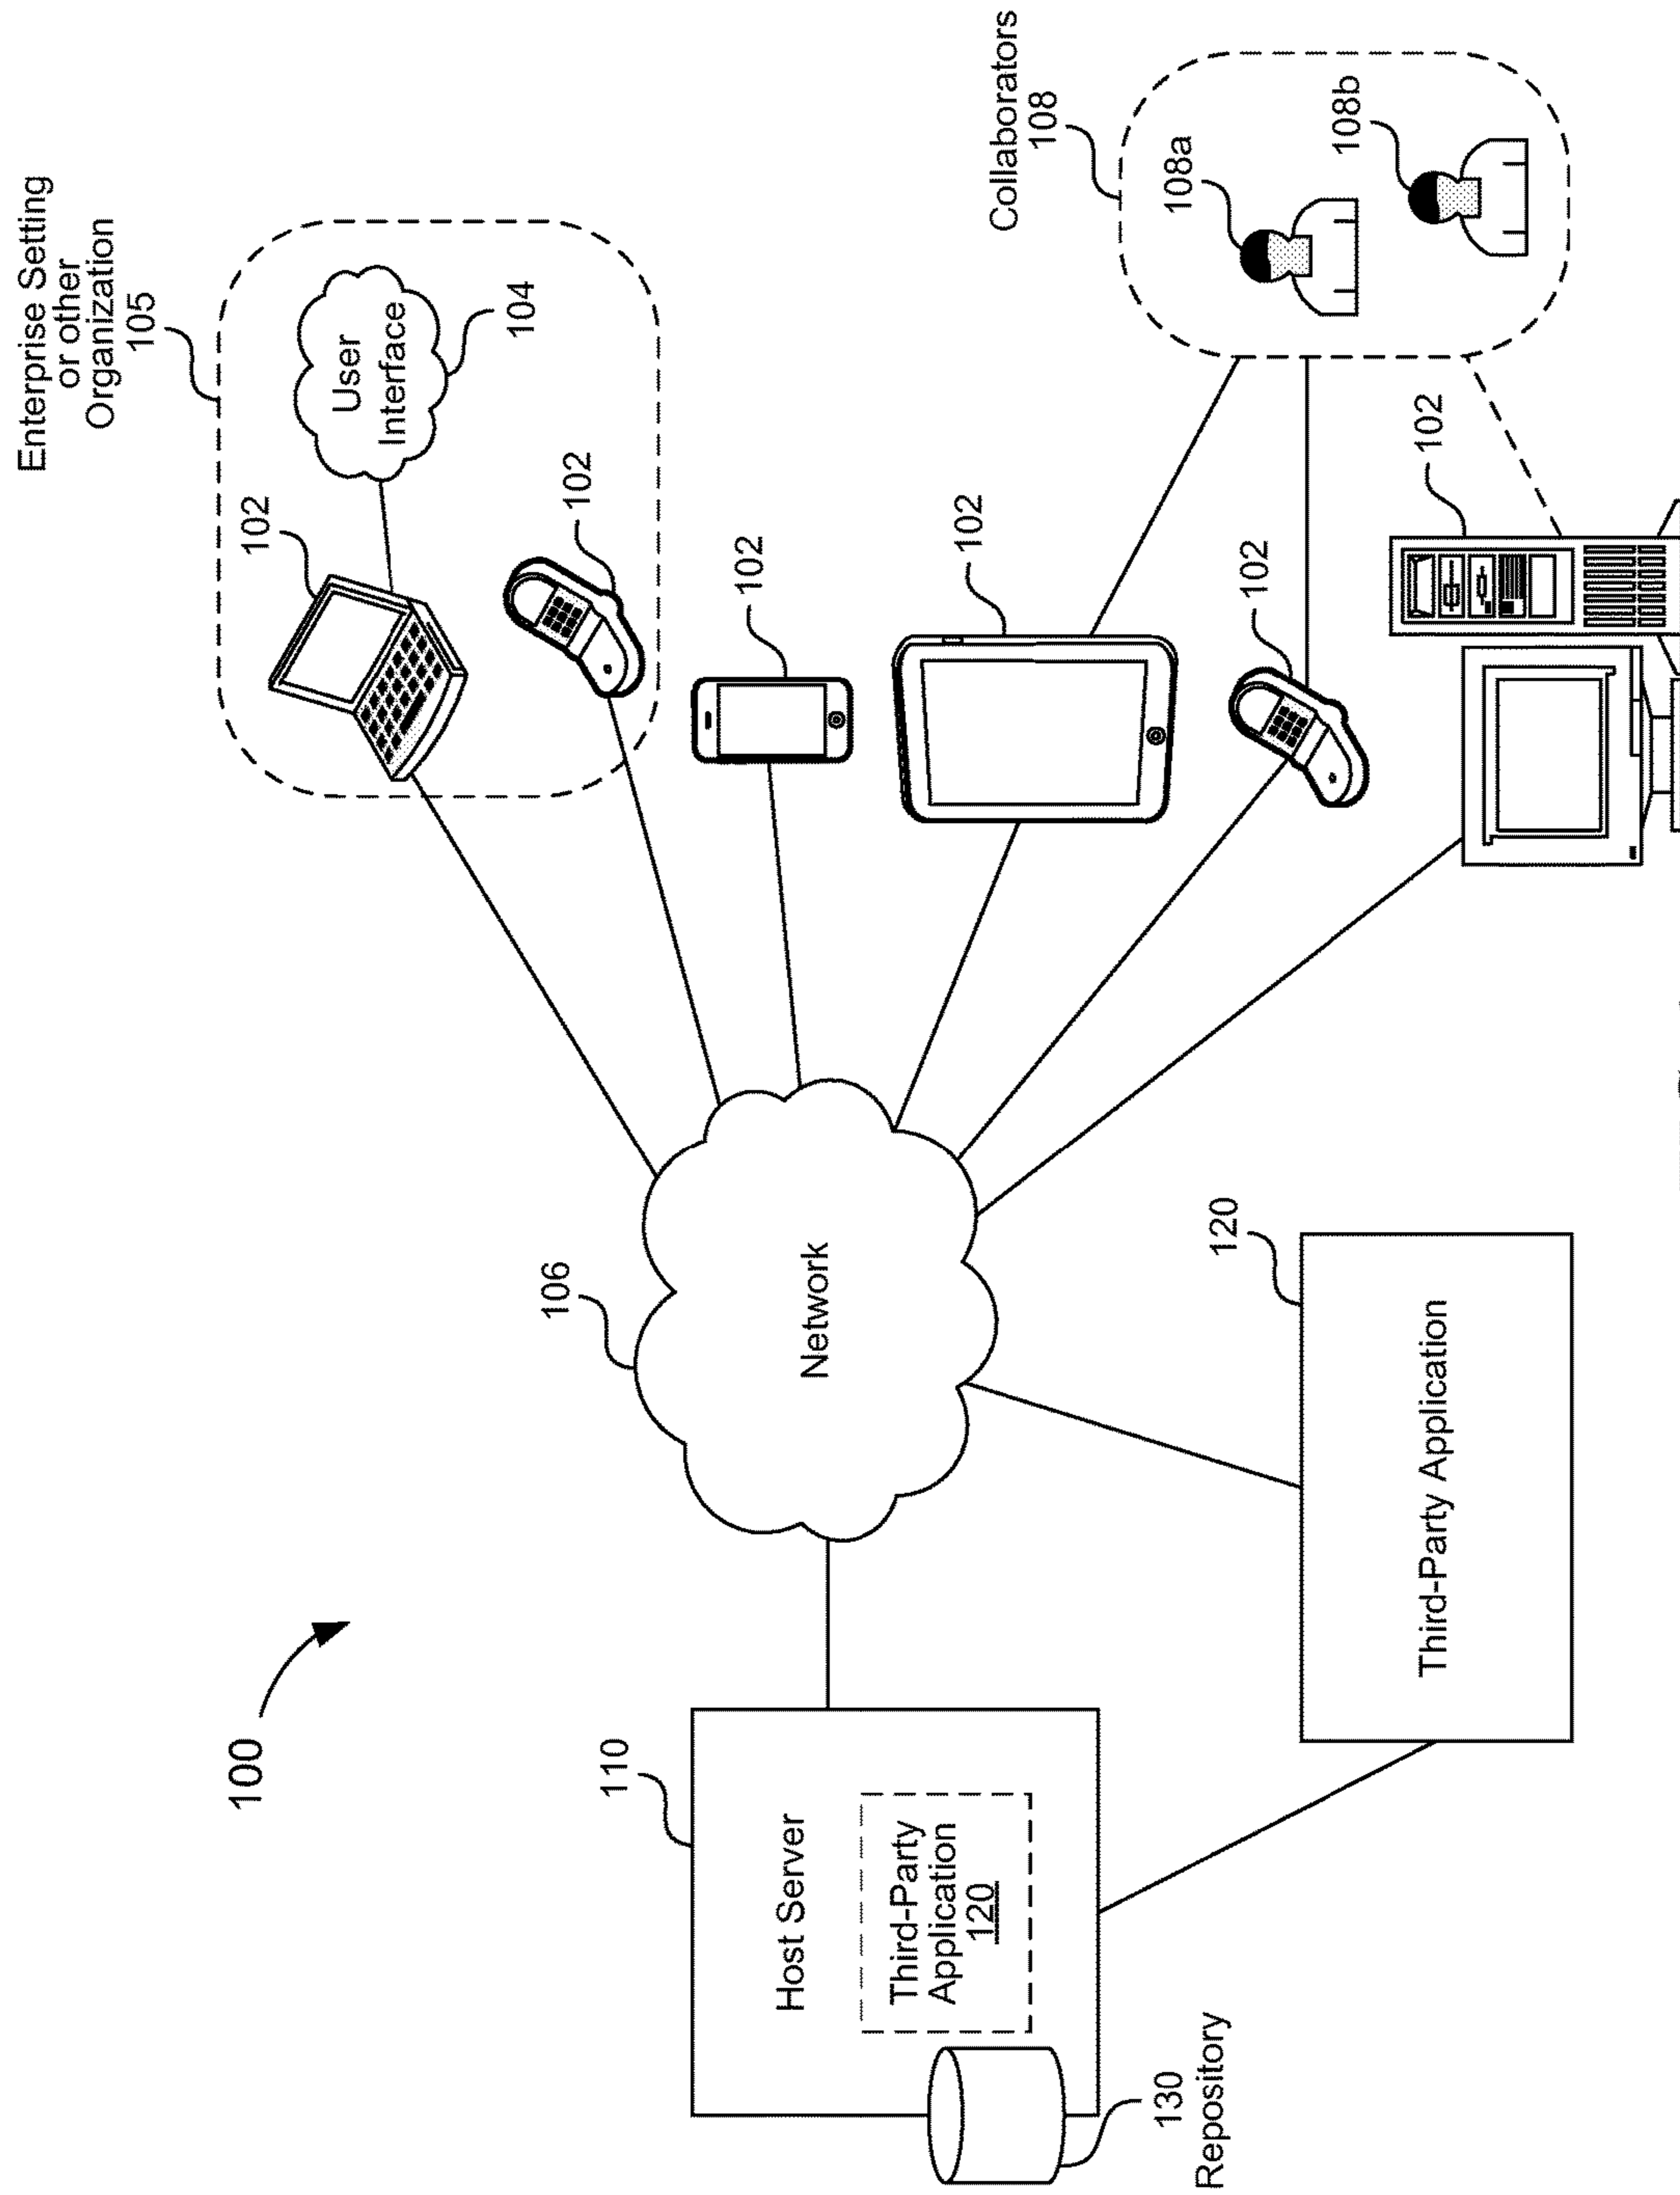 100
Enterprise Setting
or other
Organization
105
102
User
Interface
104
102
102
102
102
102
Collaborators
108
108a
108b
106
Network
110
Host Server
Third-Party
Application
120
130
Repository
120
Third-Party Application